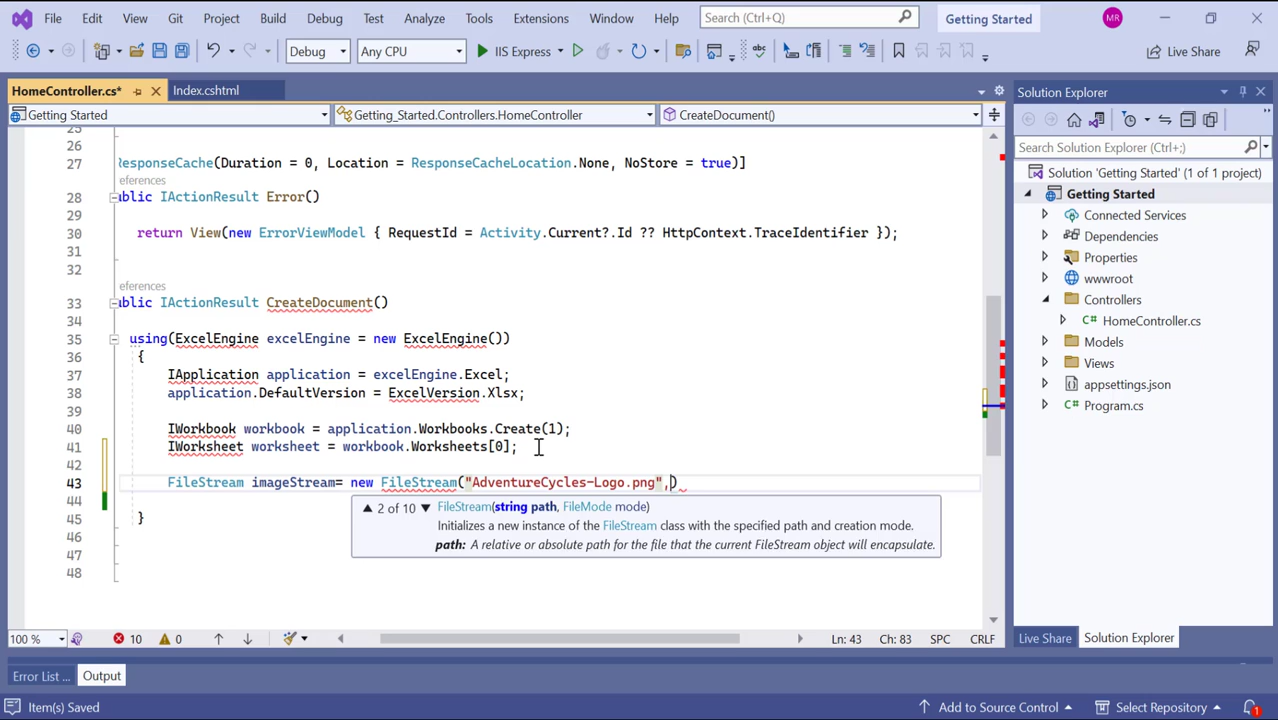 File Edit View Git Project Build Debug Test Analyze Tools Extensions Window Help Search (Ctrl+Q) Getting Started MR
Debug Any CPU IIS Express Live Share
HomeController.cs* Index.cshtml
Getting Started Getting_Started.Controllers.HomeController CreateDocument()
25
26
27 ResponseCache(Duration = 0, Location = ResponseCacheLocation.None, NoStore = true)]
eferences
28 ublic IActionResult Error()
29
30 return View(new ErrorViewModel { RequestId = Activity.Current?.Id ?? HttpContext.TraceIdentifier });
31
32
eferences
33 ublic IActionResult CreateDocument()
34
35 using(ExcelEngine excelEngine = new ExcelEngine())
36 {
37 IApplication application = excelEngine.Excel;
38 application.DefaultVersion = ExcelVersion.Xlsx;
39
40 IWorkbook workbook = application.Workbooks.Create(1);
41 IWorksheet worksheet = workbook.Worksheets[0];
42
43 FileStream imageStream= new FileStream("AdventureCycles-Logo.png",)
44
45 }
46
47
48
▲ 2 of 10 ▼ FileStream(string path, FileMode mode)
Initializes a new instance of the FileStream class with the specified path and creation mode.
path: A relative or absolute path for the file that the current FileStream object will encapsulate.
100 % 10 0 Ln: 43 Ch: 83 SPC CRLF
Error List ... Output
Solution Explorer
Search Solution Explorer (Ctrl+;)
Solution 'Getting Started' (1 of 1 project)
Getting Started
Connected Services
Dependencies
Properties
wwwroot
Controllers
C# HomeController.cs
Models
Views
appsettings.json
C# Program.cs
Live Share Solution Explorer
Item(s) Saved Add to Source Control Select Repository 1